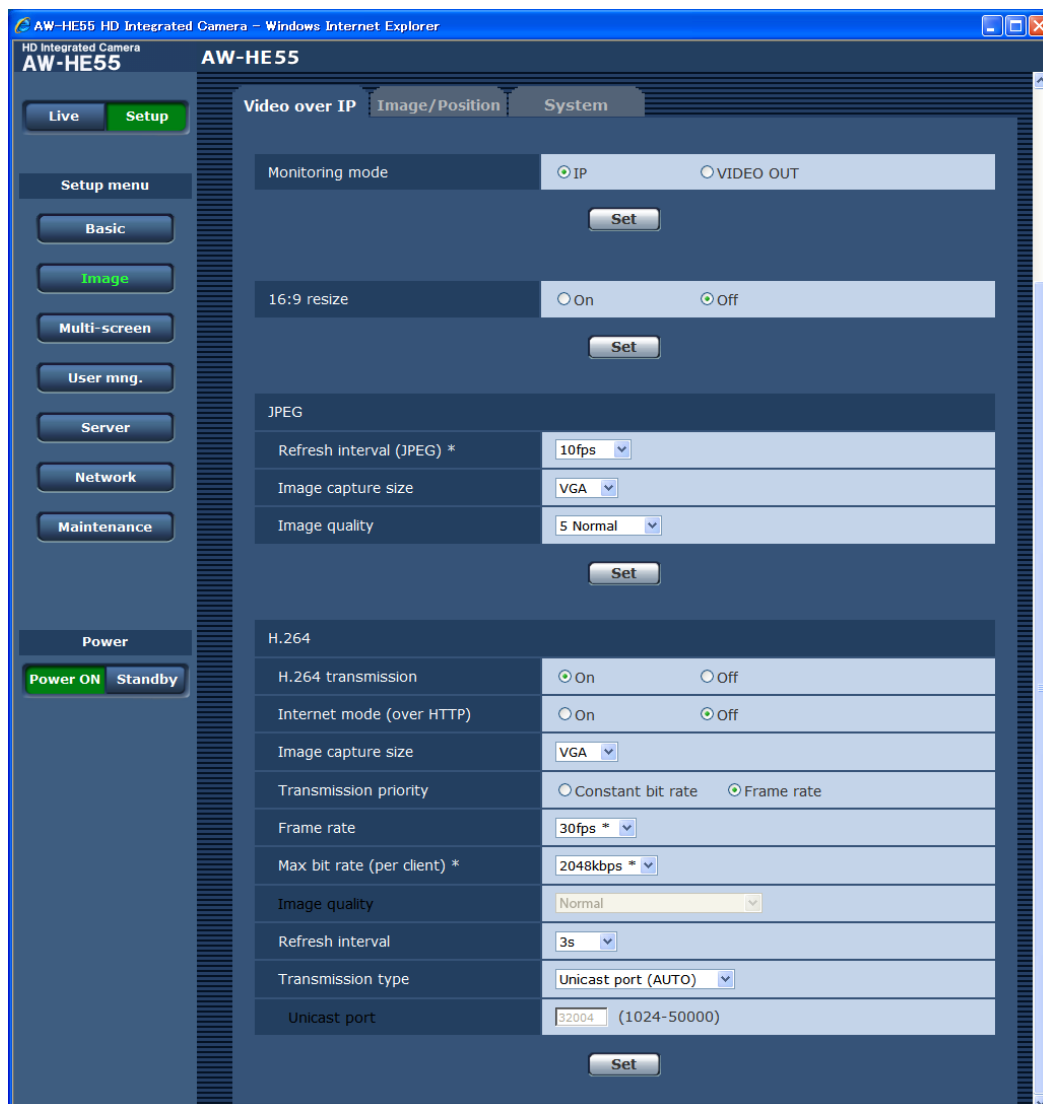 AW-HE55 HD Integrated Camera - Windows Internet Explorer
HD Integrated Camera
AW-HE55
AW-HE55
Live Setup
Setup menu
Basic
Image
Multi-screen
User mng.
Server
Network
Maintenance
Power
Power ON Standby
Video over IP Image/Position System
Monitoring mode IP VIDEO OUT
Set
16:9 resize On Off
Set
JPEG
Refresh interval (JPEG) * 10fps
Image capture size VGA
Image quality 5 Normal
Set
H.264
H.264 transmission On Off
Internet mode (over HTTP) On Off
Image capture size VGA
Transmission priority Constant bit rate Frame rate
Frame rate 30fps *
Max bit rate (per client) * 2048kbps *
Image quality Normal
Refresh interval 3s
Transmission type Unicast port (AUTO)
Unicast port 32004 (1024-50000)
Set